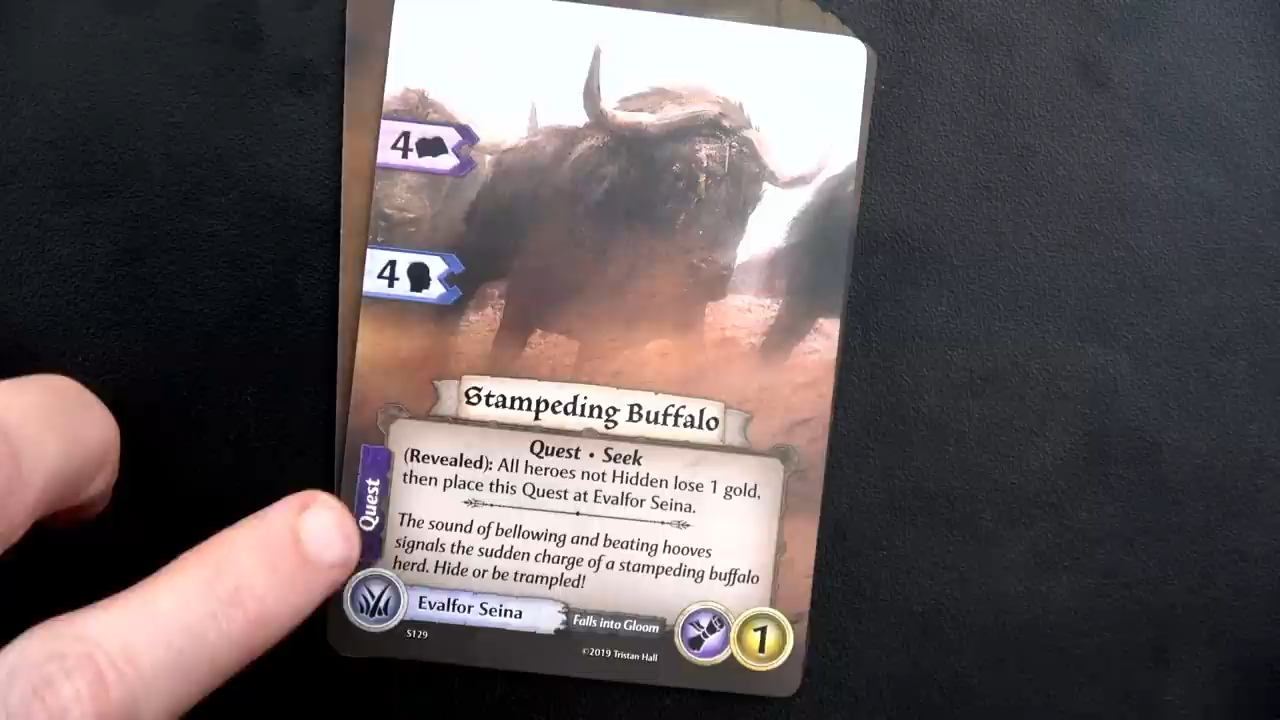 4
4
Stampeding Buffalo
Quest • Seek
(Revealed): All heroes not Hidden lose 1 gold,
then place this Quest at Evalfor Seina.
The sound of bellowing and beating hooves
signals the sudden charge of a stampeding buffalo
herd. Hide or be trampled!
Quest
Evalfor Seina
Falls into Gloom
1
S129
©2019 Tristan Hall